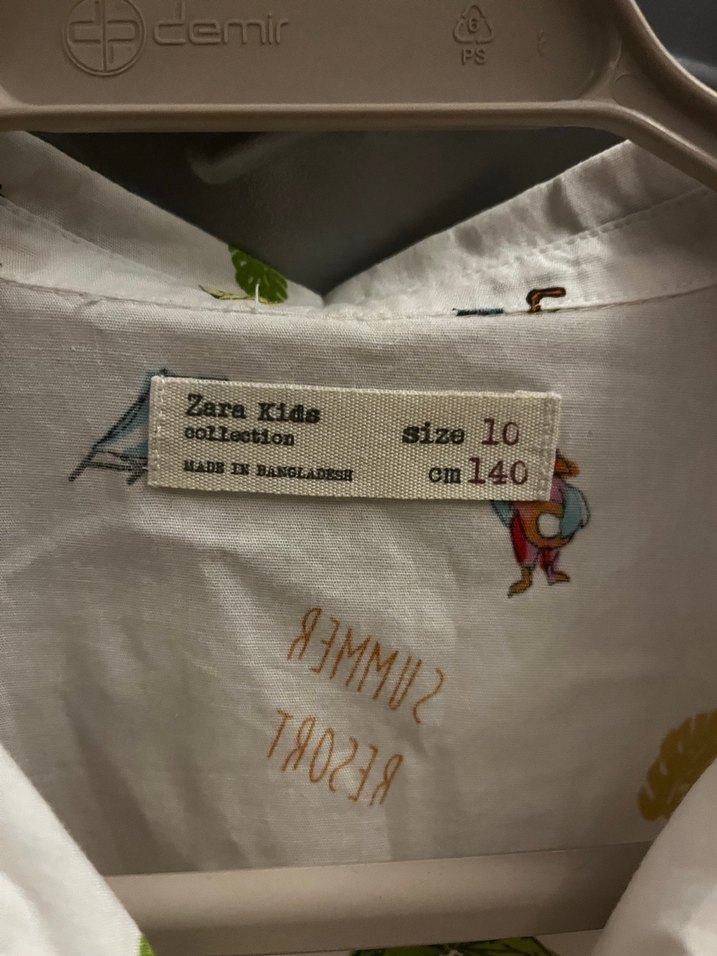 demir
6
PS
Zara Kids
collection
MADE IN BANGLADESH
size 10
cm 140
SUMMER
RESORT